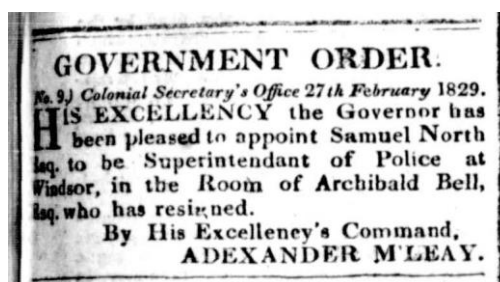 GOVERNMENT ORDER.
No. 9,) Colonial Secretary's Office 27th February 1829.
HIS EXCELLENCY the Governor has
been pleased to appoint Samuel North
Esq. to be Superintendant of Police at
Windsor, in the Room of Archibald Bell,
Esq. who has resigned.
By His Excellency's Command,
ADEXANDER M'LEAY.